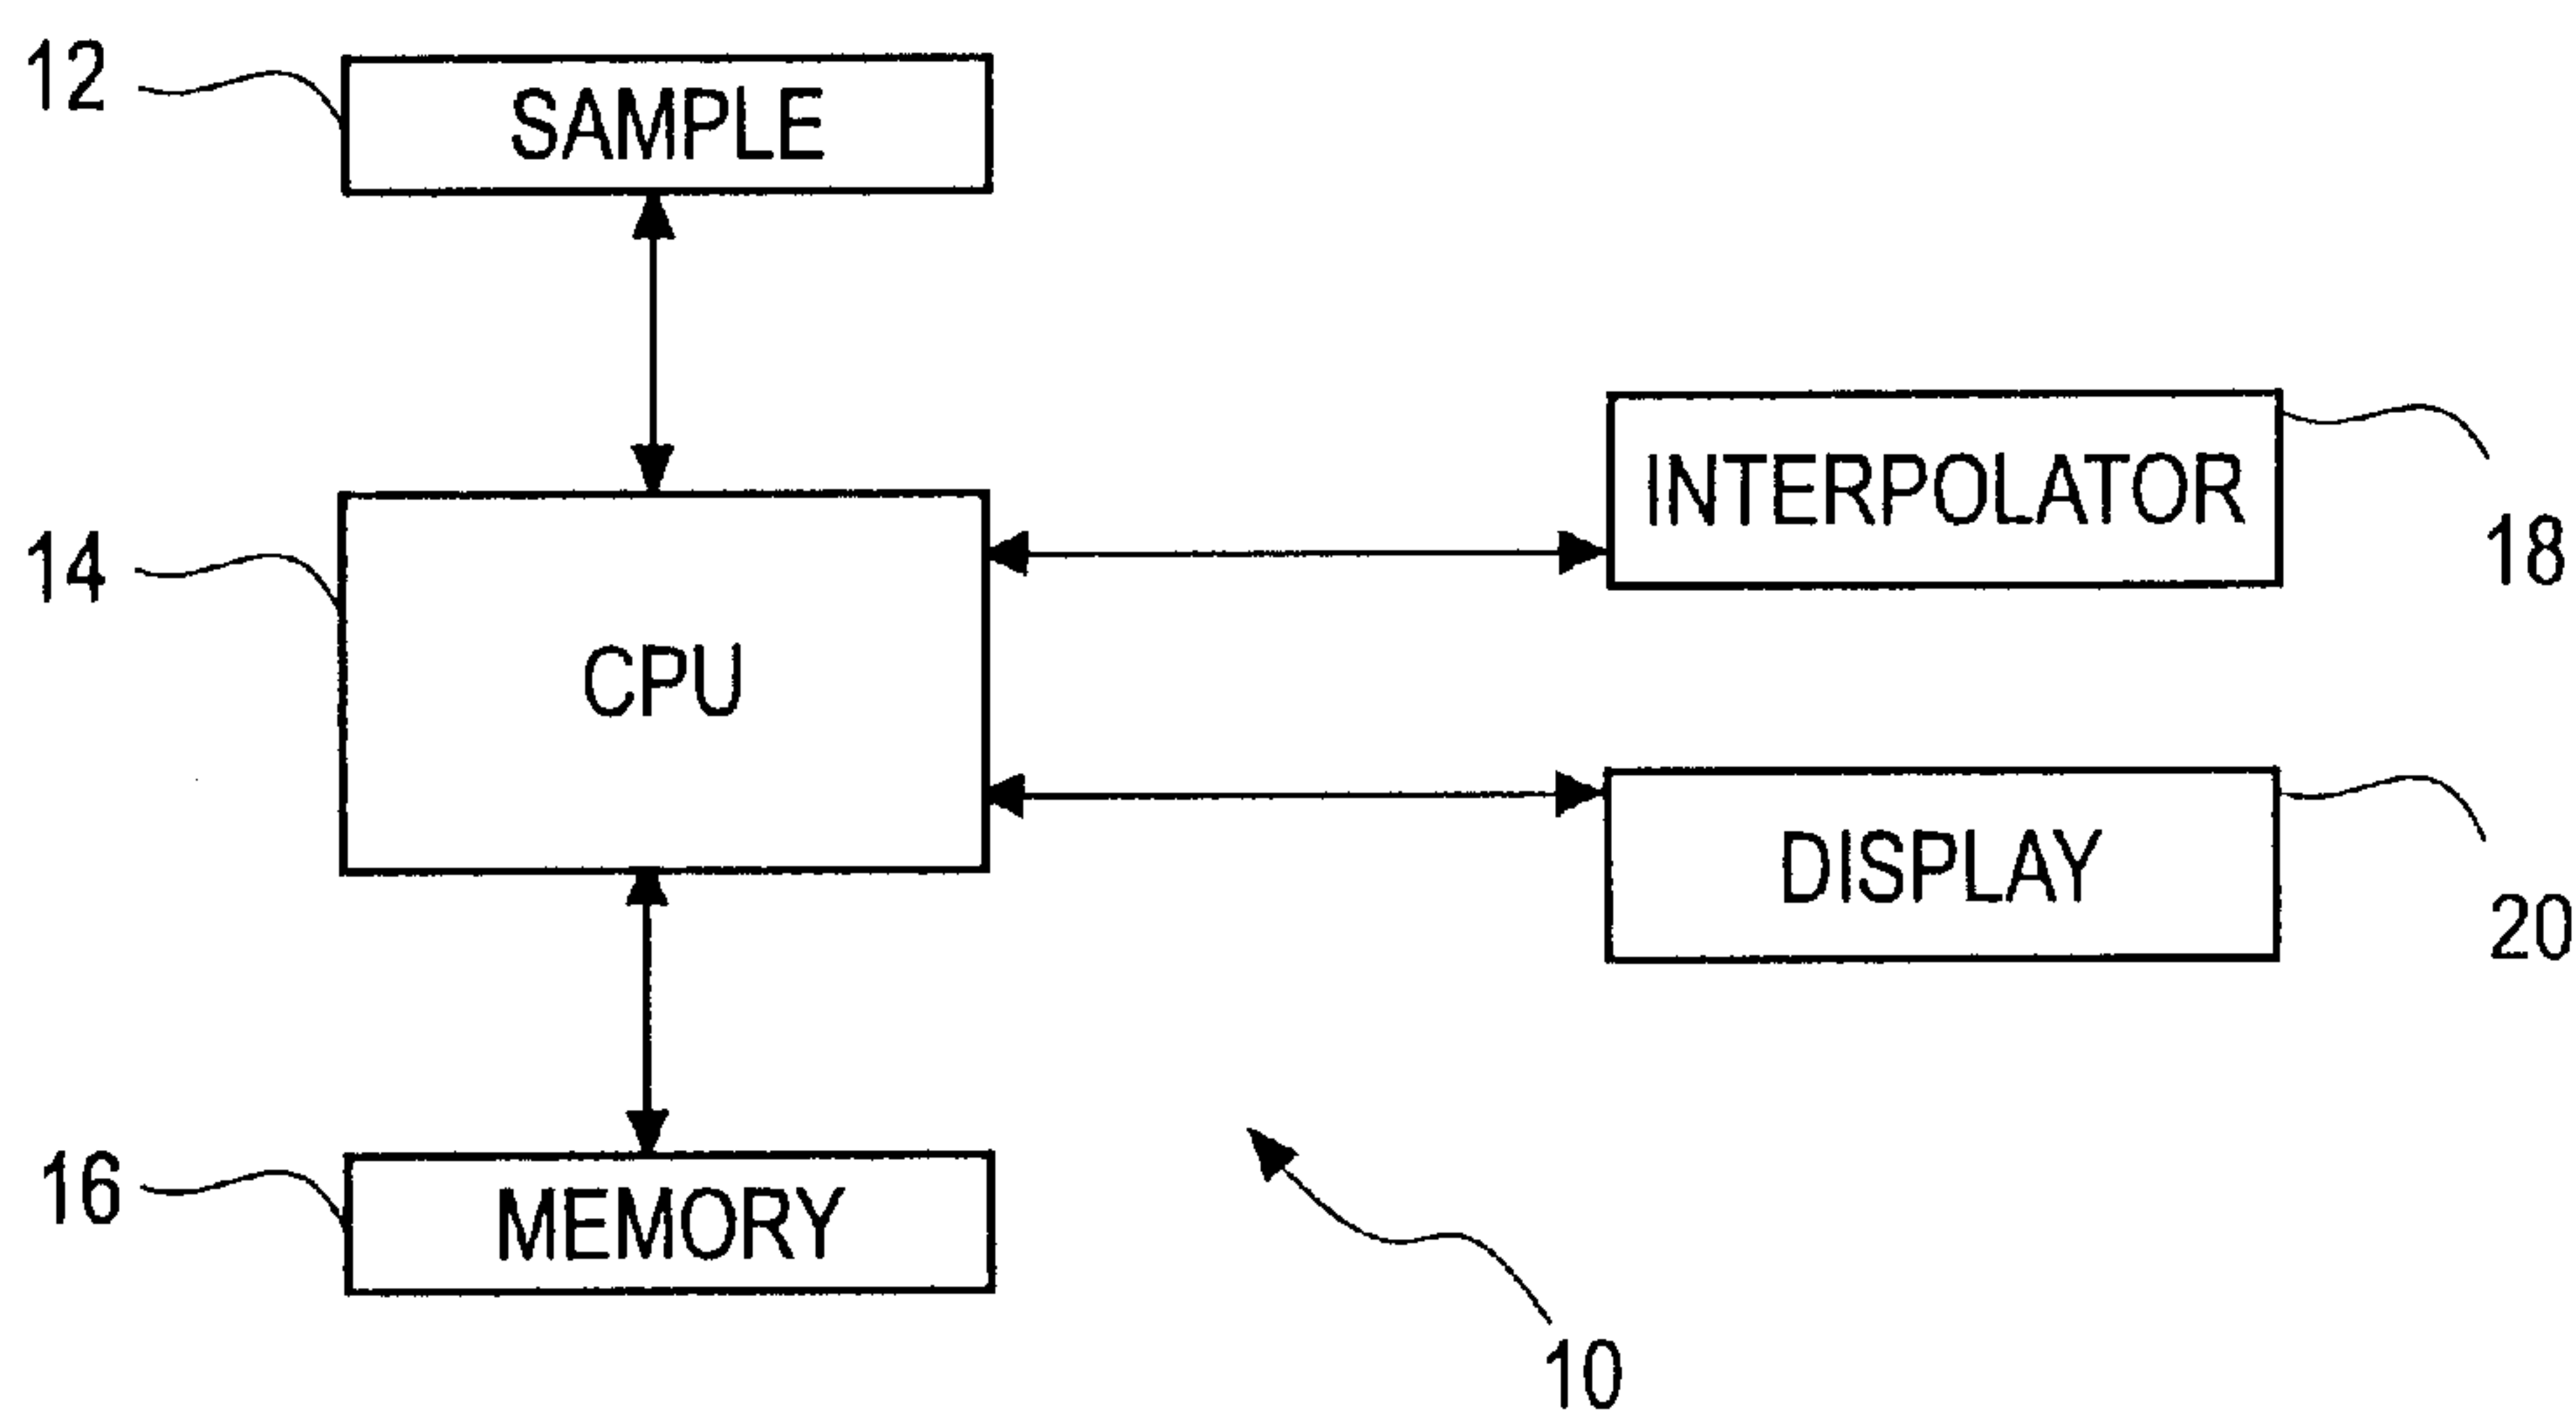 12
SAMPLE
14
CPU
INTERPOLATOR
18
DISPLAY
20
16
MEMORY
10